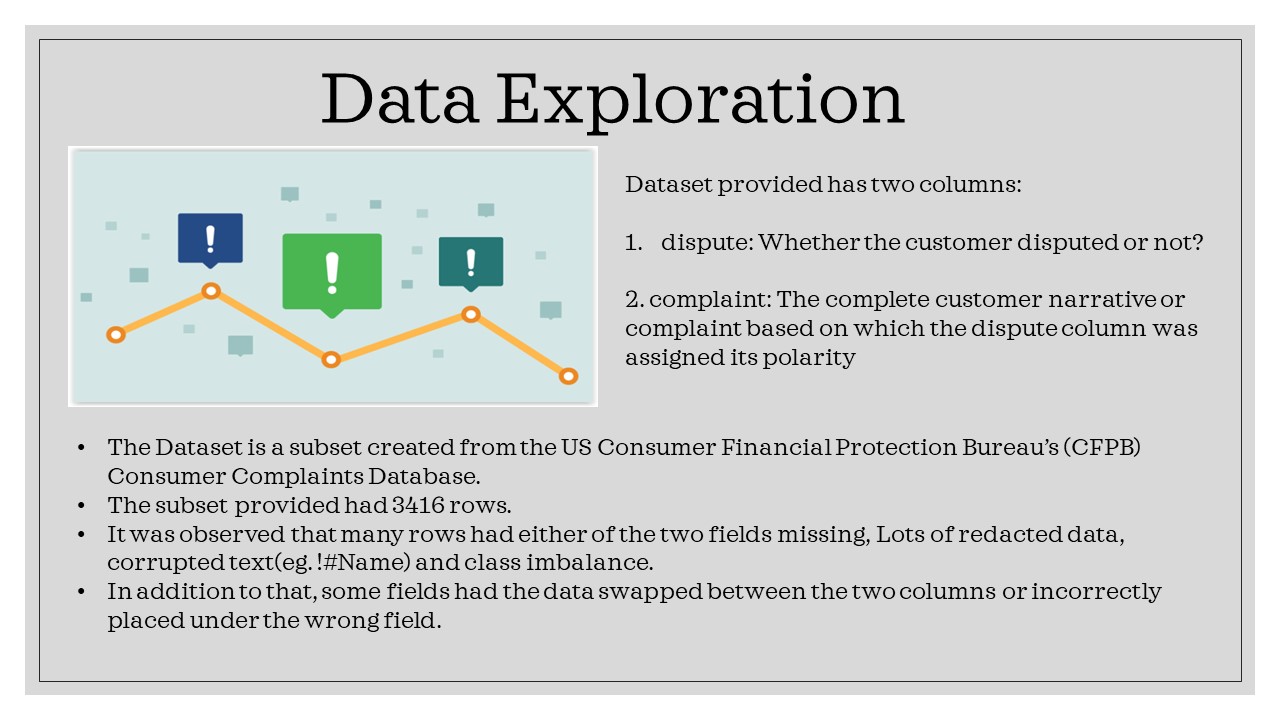 Data Exploration
Dataset provided has two columns:
1. dispute: Whether the customer disputed or not?
2. complaint: The complete customer narrative or
complaint based on which the dispute column was
assigned its polarity
! ! !
• The Dataset is a subset created from the US Consumer Financial Protection Bureau’s (CFPB)
Consumer Complaints Database.
• The subset provided had 3416 rows.
• It was observed that many rows had either of the two fields missing, Lots of redacted data,
corrupted text(eg. !#Name) and class imbalance.
• In addition to that, some fields had the data swapped between the two columns or incorrectly
placed under the wrong field.